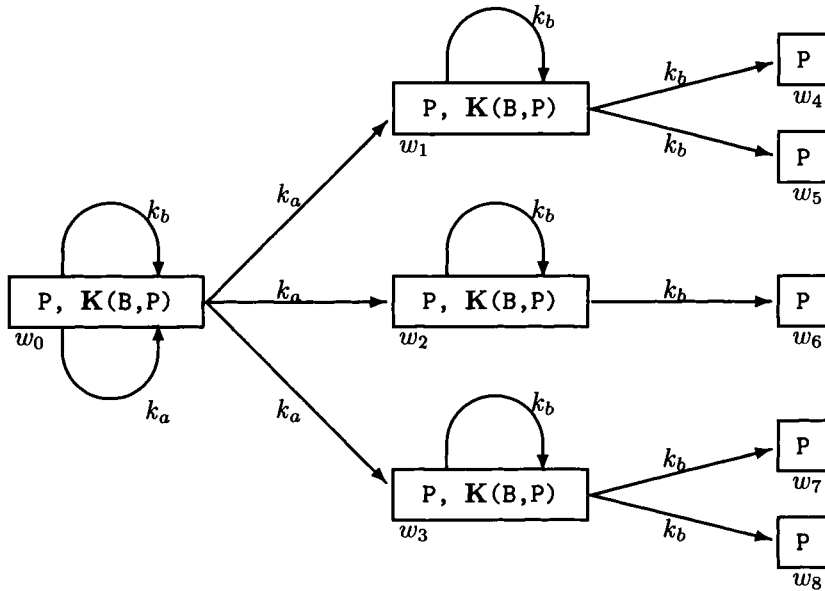 k_b
P, K(B,P)
w_1
k_b
P
w_4
k_b
P
w_5
k_a
k_b
P, K(B,P)
w_0
k_a
k_a
k_b
P, K(B,P)
w_2
k_b
P
w_6
k_a
k_b
P, K(B,P)
w_3
k_b
P
w_7
k_b
P
w_8